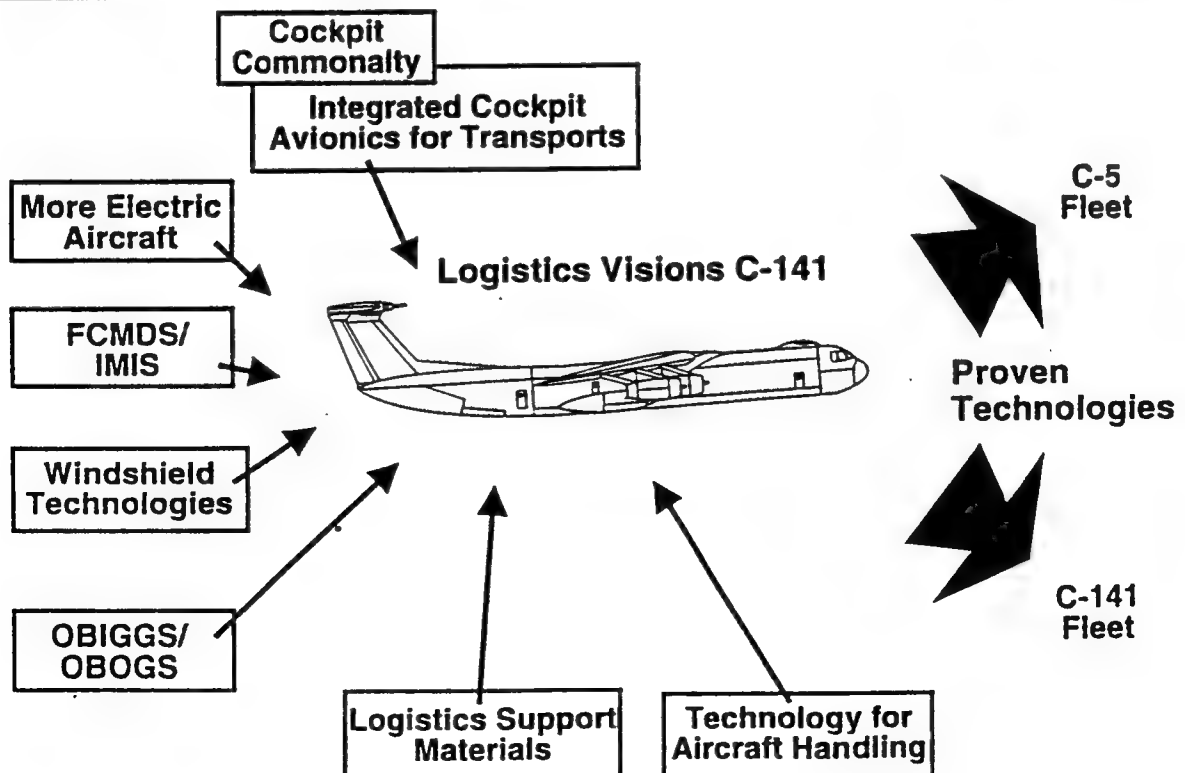 Cockpit
Commonalty
Integrated Cockpit
Avionics for Transports
More Electric
Aircraft
C-5
Fleet
Logistics Visions C-141
FCMDS/
IMIS
Proven
Technologies
Windshield
Technologies
OBIGGS/
OBOGS
C-141
Fleet
Logistics Support
Materials
Technology for
Aircraft Handling